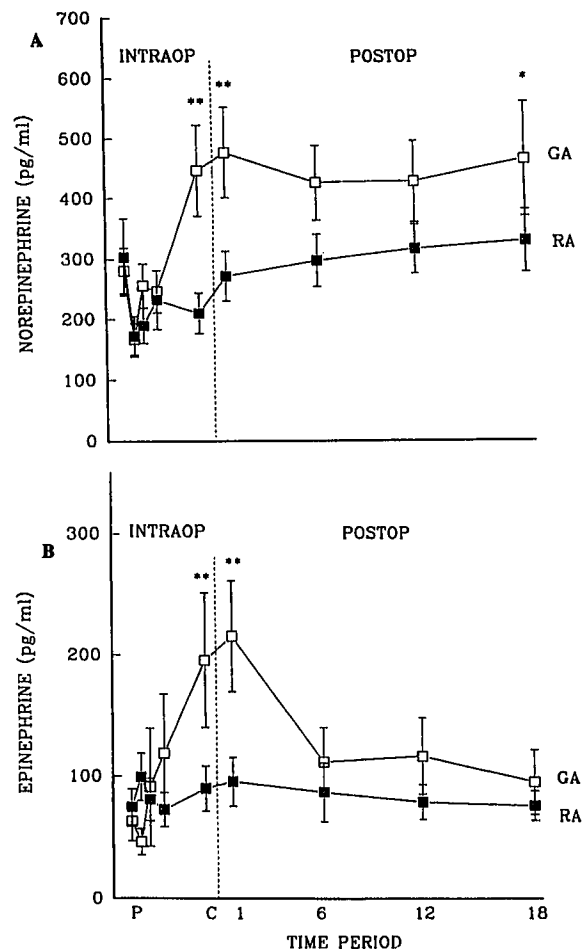 A
700
600
500
400
300
200
100
0
NOREPINEPHRINE (pg/ml)
INTRAOP
POSTOP
**
**
*
GA
RA
B
300
200
100
0
EPINEPHRINE (pg/ml)
INTRAOP
POSTOP
**
**
GA
RA
P C 1 6 12 18
TIME PERIOD